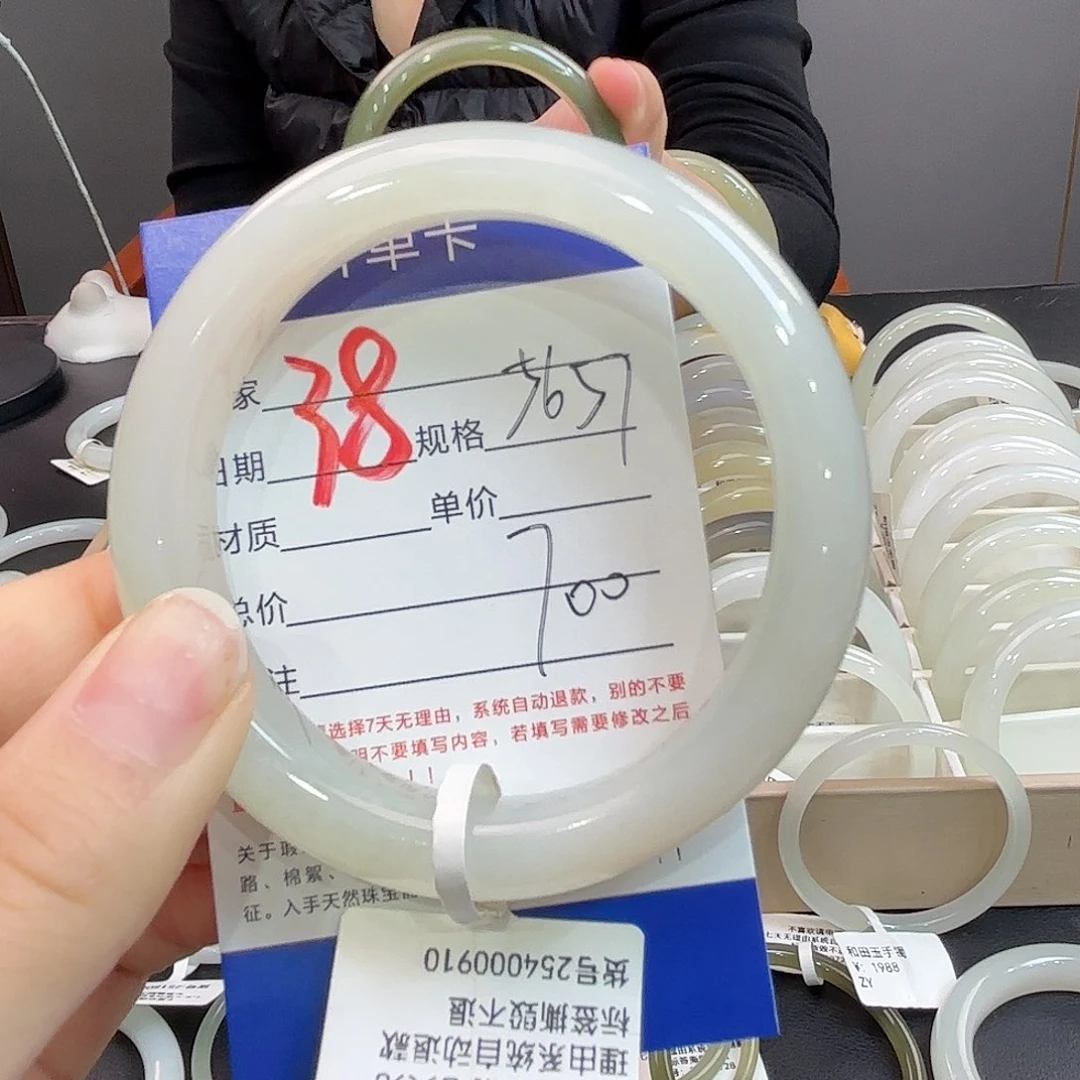 单卡
家
38
5657
日期
规格
材质
单价
总价
700
注
选择7天无理由，系统自动退款，别的不要
明不要填写内容，若填写需要修改之后
！！
关于瑕
路、棉絮、
征。入手天然珠宝
！！
货号254000910
标签撕毁不退
理由系统自动退款
和田玉手镯
¥: 1988
ZY